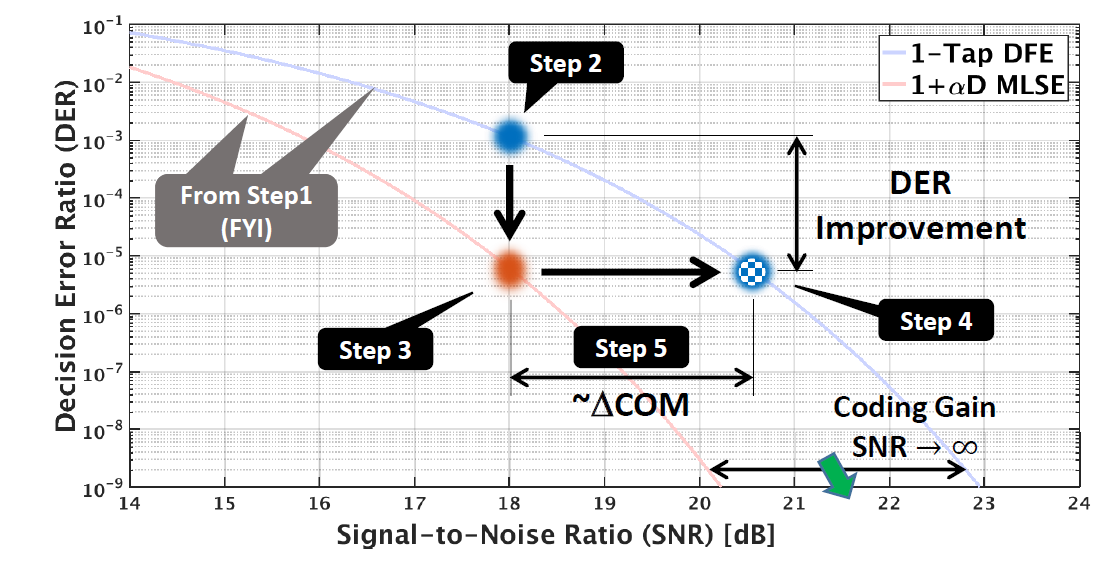 10⁻¹
10⁻²
10⁻³
10⁻⁴
10⁻⁵
10⁻⁶
10⁻⁷
10⁻⁸
10⁻⁹
Decision Error Ratio (DER)
1-Tap DFE
1+αD MLSE
Step 2
From Step1
(FYI)
DER
Improvement
Step 3
Step 4
Step 5
~ΔCOM
Coding Gain
SNR → ∞
14 15 16 17 18 19 20 21 22 23 24
Signal-to-Noise Ratio (SNR) [dB]